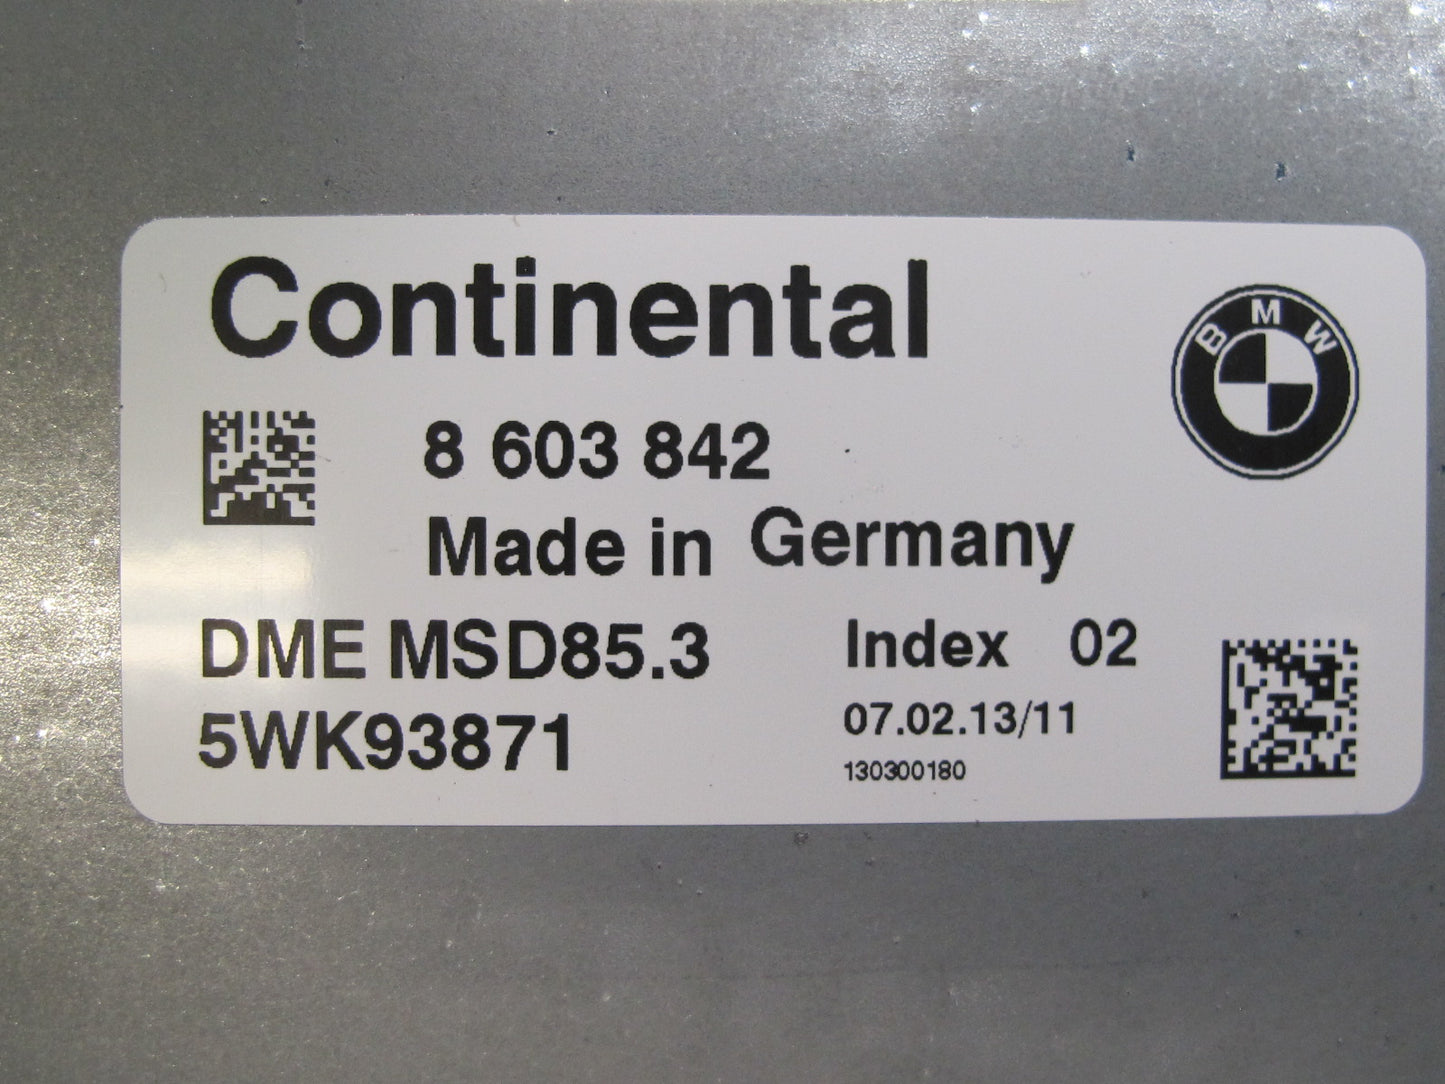 Continental
BMW
8 603 842
Made in Germany
DME MSD85.3 Index 02
5WK93871 07.02.13/11
130300180